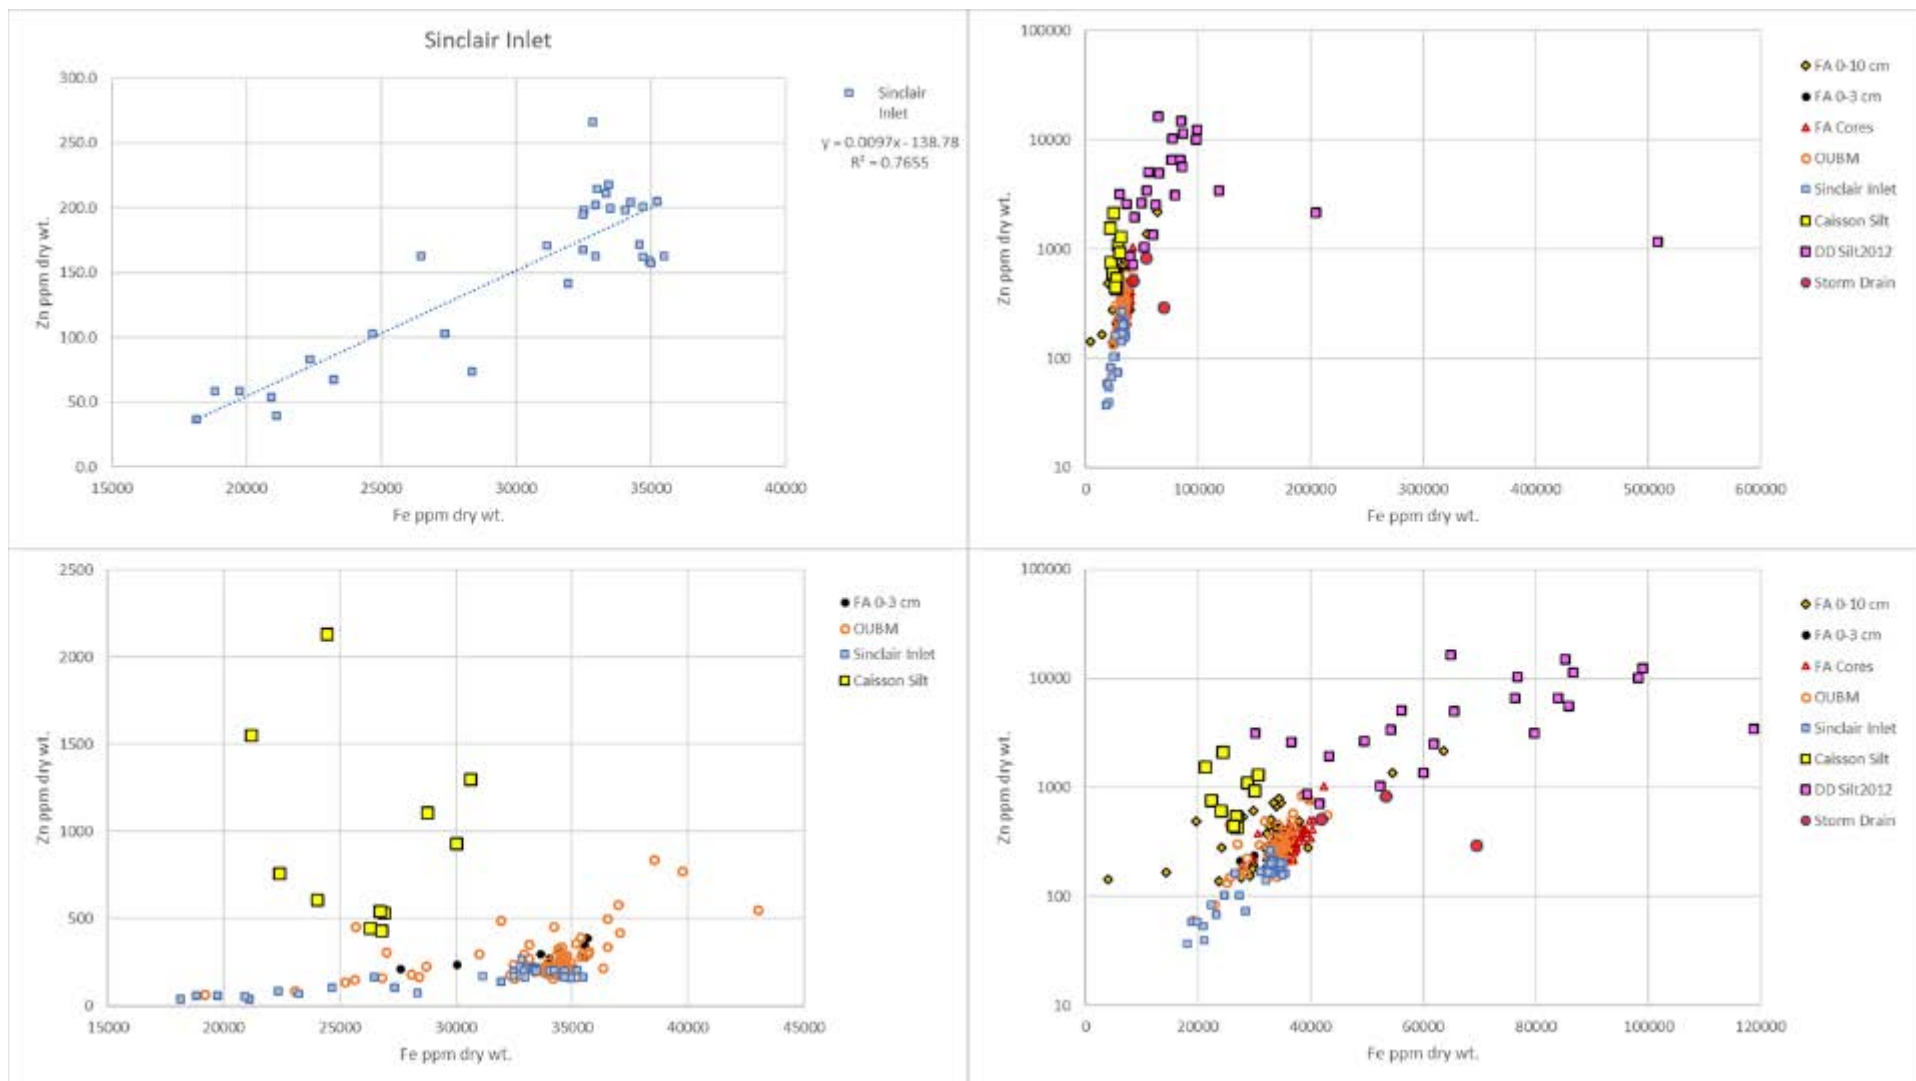 Sinclair Inlet
300.0
250.0
200.0
150.0
100.0
50.0
0.0
Zn ppm dry wt.
15000 20000 25000 30000 35000 40000
Fe ppm dry wt.
Sinclair
Inlet
y = 0.0097x - 138.78
R² = 0.7655
100000
10000
1000
100
10
Zn ppm dry wt.
0 100000 200000 300000 400000 500000 600000
Fe ppm dry wt.
FA 0-10 cm
FA 0-3 cm
FA Cores
OUBM
Sinclair Inlet
Caisson Silt
DD Silt2012
Storm Drain
2500
2000
1500
1000
500
0
Zn ppm dry wt.
15000 20000 25000 30000 35000 40000 45000
Fe ppm dry wt.
FA 0-3 cm
OUBM
Sinclair Inlet
Caisson Silt
100000
10000
1000
100
10
Zn ppm dry wt.
0 20000 40000 60000 80000 100000 120000
Fe ppm dry wt.
FA 0-10 cm
FA 0-3 cm
FA Cores
OUBM
Sinclair Inlet
Caisson Silt
DD Silt2012
Storm Drain